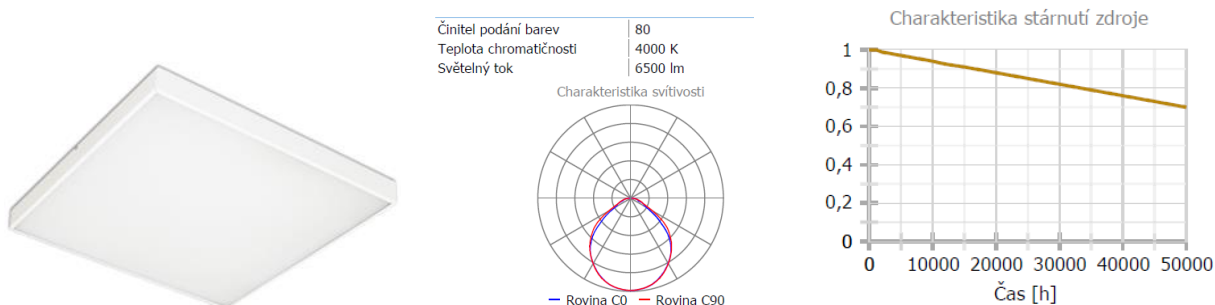 Činitel podání barev 80
Teplota chromatičnosti 4000 K
Světelný tok 6500 lm
Charakteristika svítivosti
Rovina C0 Rovina C90
Charakteristika stárnutí zdroje
1
0,8
0,6
0,4
0,2
0
0 10000 20000 30000 40000 50000
Čas [h]